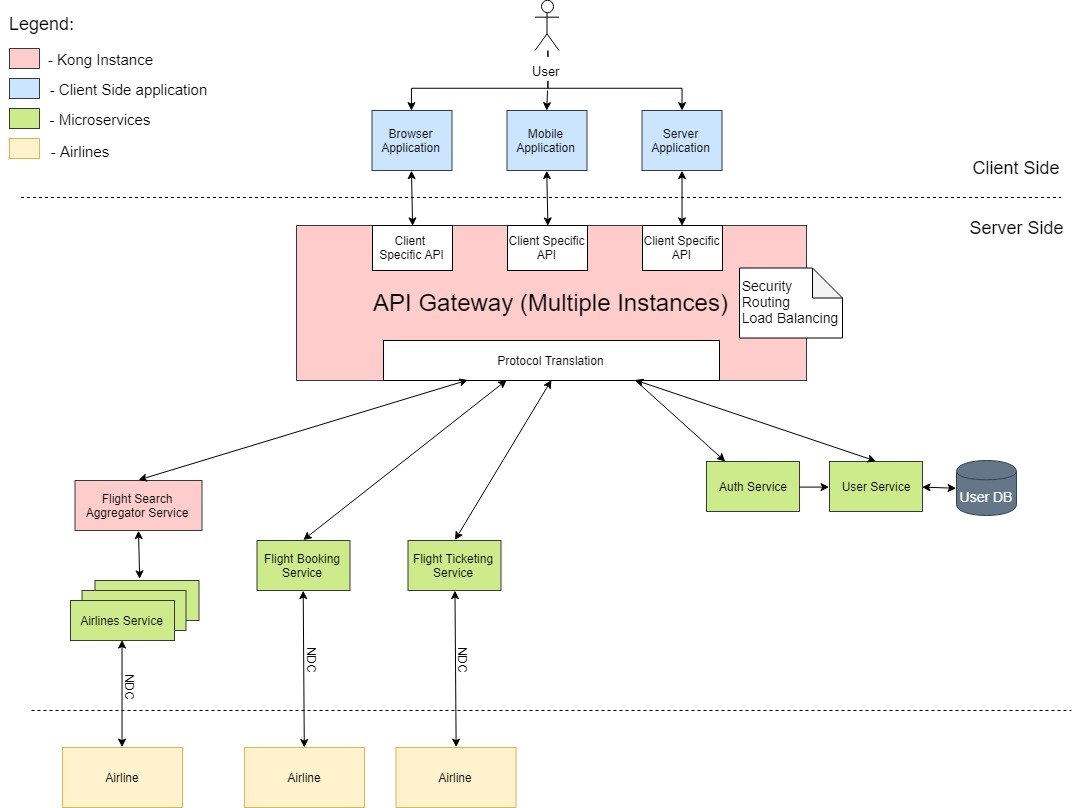 Legend:
- Kong Instance
- Client Side application
- Microservices
- Airlines
User
Browser
Application
Mobile
Application
Server
Application
Client Side
Server Side
Client
Specific API
Client Specific
API
Client Specific
API
API Gateway (Multiple Instances)
Security
Routing
Load Balancing
Protocol Translation
Flight Search
Aggregator Service
Auth Service
User Service
User DB
Flight Booking
Service
Flight Ticketing
Service
Airlines Service
NDC
NDC
NDC
Airline
Airline
Airline